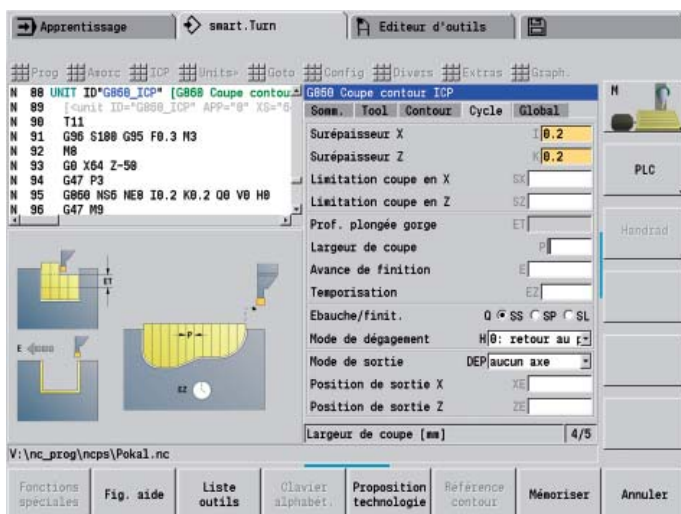 Apprentissage smart.Turn Editeur d'outils
Prog Amorc ICP Units» Goto Config Divers Extras Graph.
N 88 UNIT ID"G860_ICP" [G860 Coupe contou
N 89 [<unit ID="G860_ICP" APP="0" XS="6
N 90 T11
N 91 G96 S180 G95 F0.3 M3
N 92 M8
N 93 G0 X64 Z-50
N 94 G47 P3
N 95 G860 NS6 NE8 I0.2 K0.2 Q0 V0 H0
N 96 G47 M9
G860 Coupe contour ICP
Somm. Tool Contour Cycle Global
Surépaisseur X I 0.2
Surépaisseur Z K 0.2
Limitation coupe en X SX
Limitation coupe en Z SZ
Prof. plongée gorge ET
Largeur de coupe P
Avance de finition E
Temporisation EZ
Ebauche/finit. Q SS SP SL
Mode de dégagement H 0: retour au p
Mode de sortie DEP aucun axe
Position de sortie X XE
Position de sortie Z ZE
Largeur de coupe [mm] 4/5
ET
P
E
EZ
N
PLC
Handrad
V:\nc_prog\ncps\Pokal.nc
Fonctions spéciales
Fig. aide
Liste outils
Clavier alphabét.
Proposition technologie
Référence contour
Mémoriser
Annuler